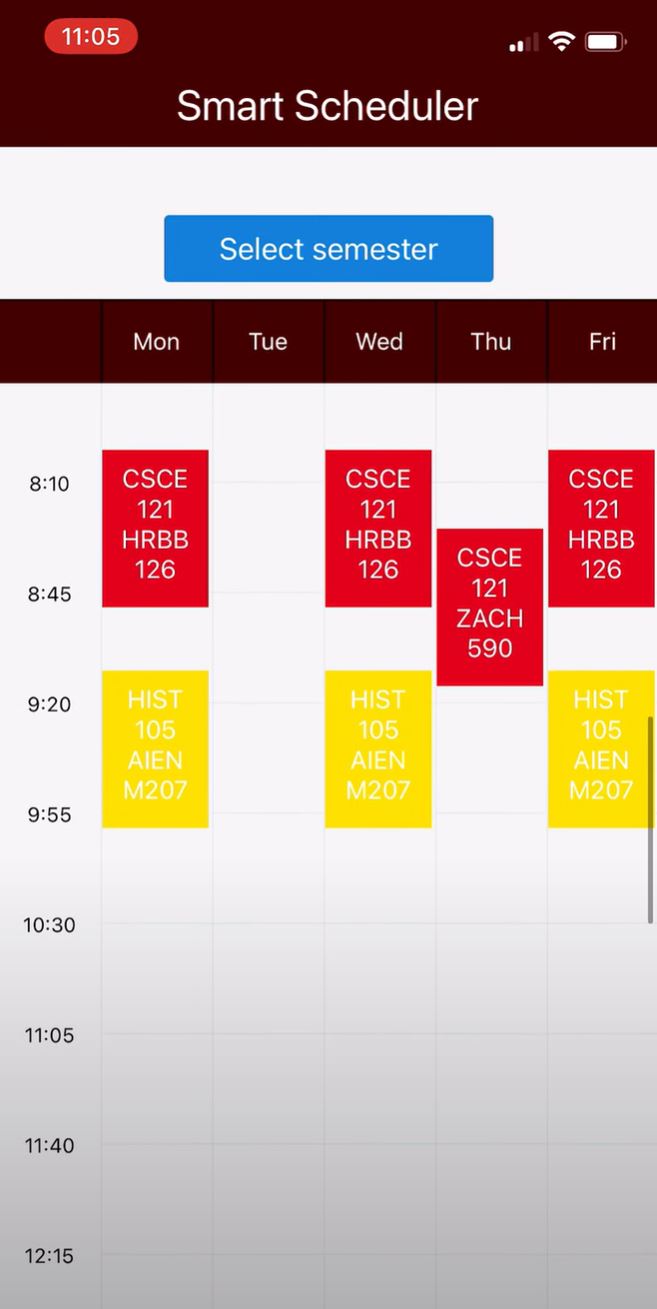 11:05
Smart Scheduler
Select semester
Mon Tue Wed Thu Fri
8:10
CSCE
121
HRBB
126
CSCE
121
HRBB
126
CSCE
121
HRBB
126
CSCE
121
ZACH
590
8:45
9:20
HIST
105
AIEN
M207
HIST
105
AIEN
M207
HIST
105
AIEN
M207
9:55
10:30
11:05
11:40
12:15